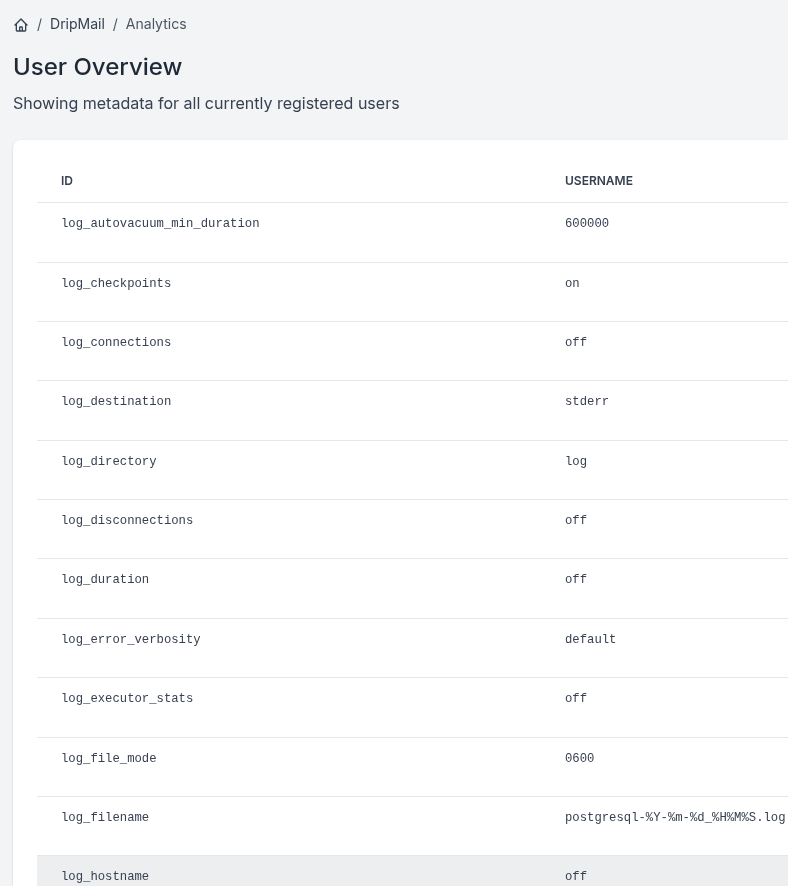 / DripMail / Analytics
User Overview
Showing metadata for all currently registered users
ID USERNAME
log_autovacuum_min_duration 600000
log_checkpoints on
log_connections off
log_destination stderr
log_directory log
log_disconnections off
log_duration off
log_error_verbosity default
log_executor_stats off
log_file_mode 0600
log_filename postgresql-%Y-%m-%d_%H%M%S.log
log_hostname off